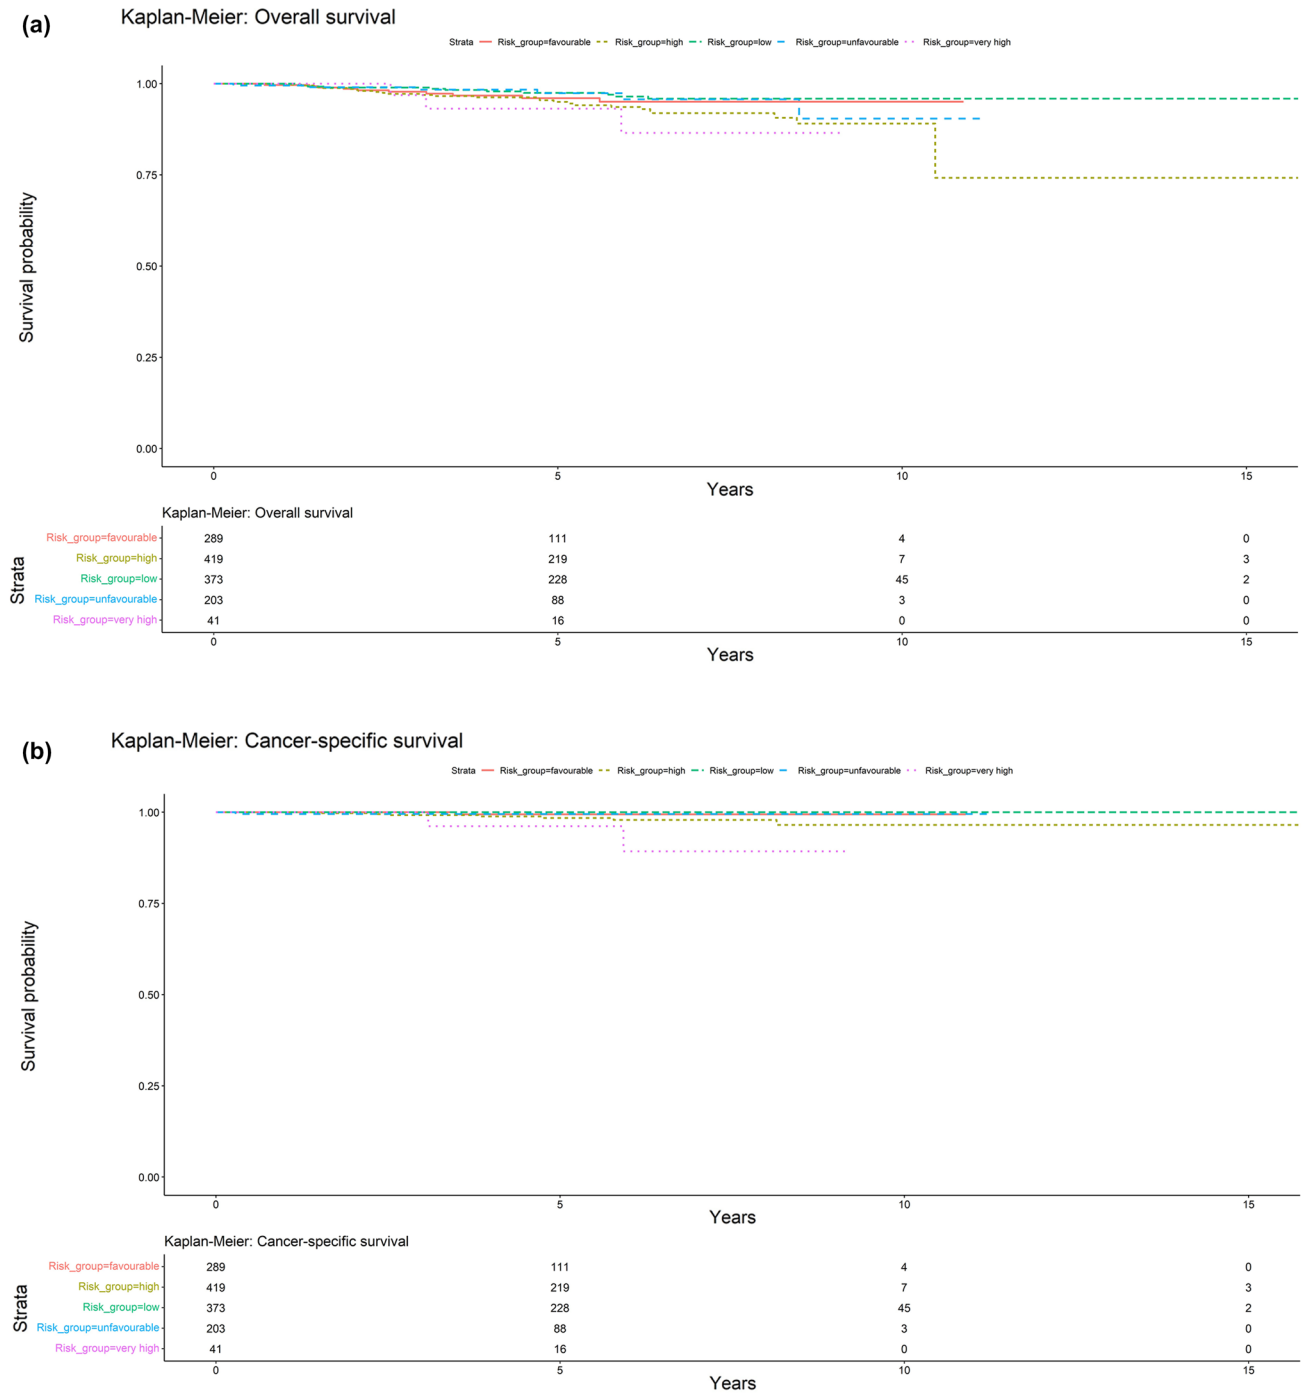 (a)
Kaplan-Meier: Overall survival
Strata Risk_group=favourable Risk_group=high Risk_group=low Risk_group=unfavourable Risk_group=very high
1.00
0.75
0.50
0.25
0.00
Survival probability
0 5 10 15
Years
Kaplan-Meier: Overall survival
Strata
Risk_group=favourable 289 111 4 0
Risk_group=high 419 219 7 3
Risk_group=low 373 228 45 2
Risk_group=unfavourable 203 88 3 0
Risk_group=very high 41 16 0 0
0 5 10 15
Years
(b)
Kaplan-Meier: Cancer-specific survival
Strata Risk_group=favourable Risk_group=high Risk_group=low Risk_group=unfavourable Risk_group=very high
1.00
0.75
0.50
0.25
0.00
Survival probability
0 5 10 15
Years
Kaplan-Meier: Cancer-specific survival
Strata
Risk_group=favourable 289 111 4 0
Risk_group=high 419 219 7 3
Risk_group=low 373 228 45 2
Risk_group=unfavourable 203 88 3 0
Risk_group=very high 41 16 0 0
0 5 10 15
Years